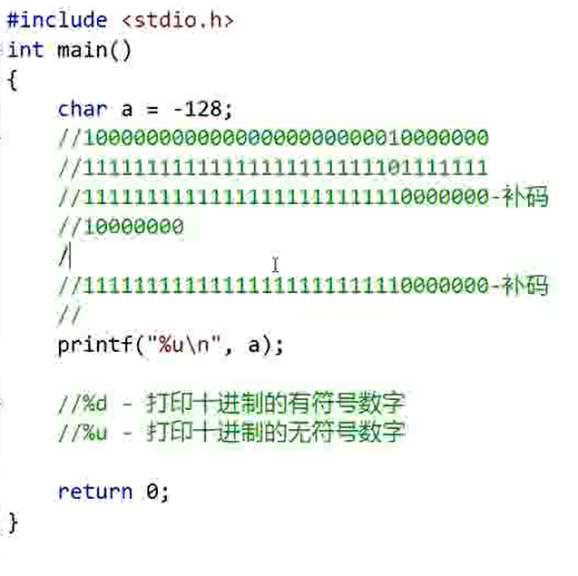 #include <stdio.h>
int main()
{
char a = -128;
//10000000000000000000000010000000
//11111111111111111111111101111111
//11111111111111111111111110000000-补码
//10000000
/
//11111111111111111111111110000000-补码
//
printf("%u\n", a);
//%d - 打印十进制的有符号数字
//%u - 打印十进制的无符号数字
return 0;
}